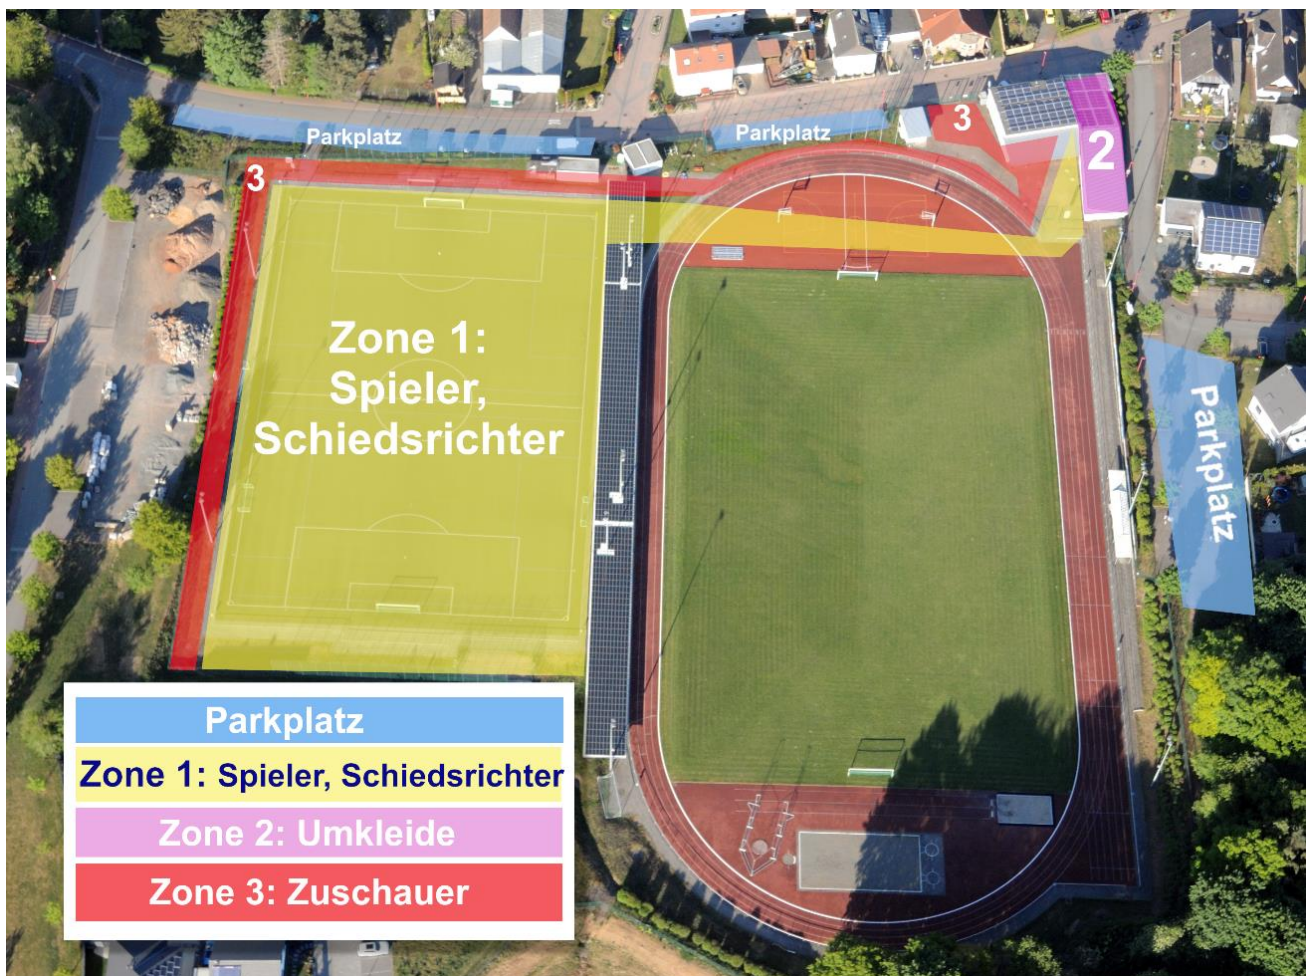 Parkplatz
Parkplatz
3
2
3
Zone 1:
Spieler,
Schiedsrichter
Parkplatz
Parkplatz
Zone 1: Spieler, Schiedsrichter
Zone 2: Umkleide
Zone 3: Zuschauer